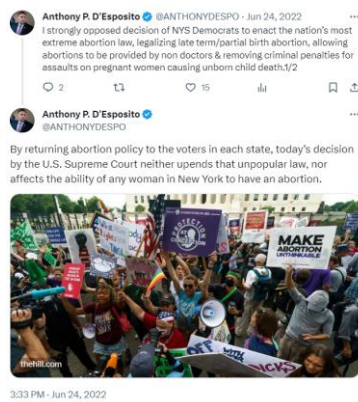 Anthony P. D'Esposito @ANTHONYDESPO · Jun 24, 2022
I strongly opposed decision of NYS Democrats to enact the nation's most
extreme abortion law, legalizing late term/partial birth abortion, allowing
abortions to be provided by non doctors & removing criminal penalties for
assaults on pregnant women causing unborn child death.1/2
2
15
Anthony P. D'Esposito
@ANTHONYDESPO
By returning abortion policy to the voters in each state, today's decision
by the U.S. Supreme Court neither upends that unpopular law, nor
affects the ability of any woman in New York to have an abortion.
MAKE
ABORTION
UNTHINKABLE
OFF WITH
thehill.com
3:33 PM · Jun 24, 2022